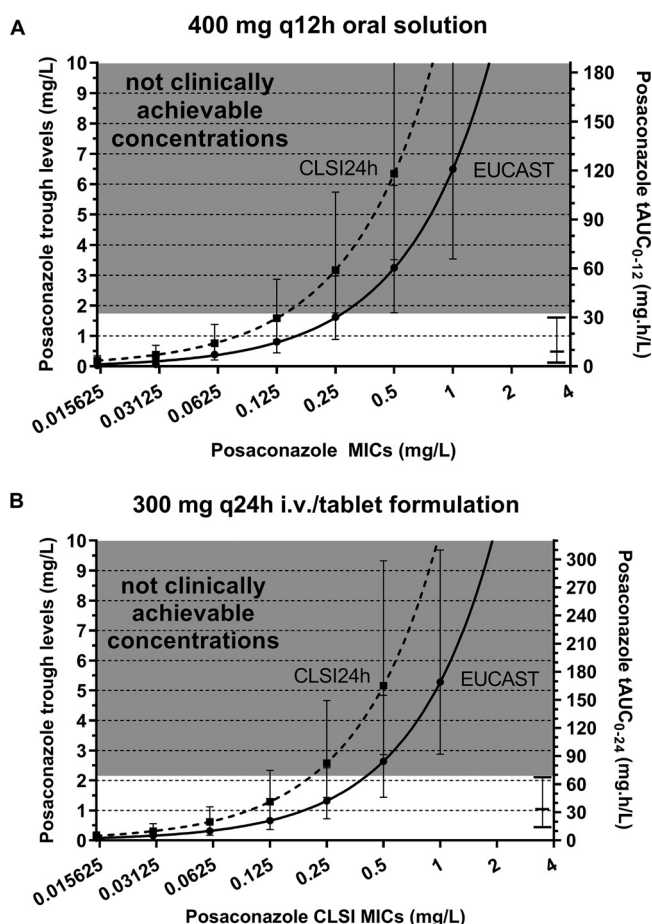 A
400 mg q12h oral solution
Posaconazole trough levels (mg/L)
10
9
8
7
6
5
4
3
2
1
0
not clinically
achievable
concentrations
CLSI24h
EUCAST
180
150
120
90
60
30
0
Posaconazole tAUC0-12 (mg.h/L)
0.015625
0.03125
0.0625
0.125
0.25
0.5
1
2
4
Posaconazole MICs (mg/L)
B
300 mg q24h i.v./tablet formulation
Posaconazole trough levels (mg/L)
10
9
8
7
6
5
4
3
2
1
0
not clinically
achievable
concentrations
CLSI24h
EUCAST
300
270
240
210
180
150
120
90
60
30
0
Posaconazole tAUC0-24 (mg.h/L)
0.015625
0.03125
0.0625
0.125
0.25
0.5
1
2
4
Posaconazole CLSI MICs (mg/L)